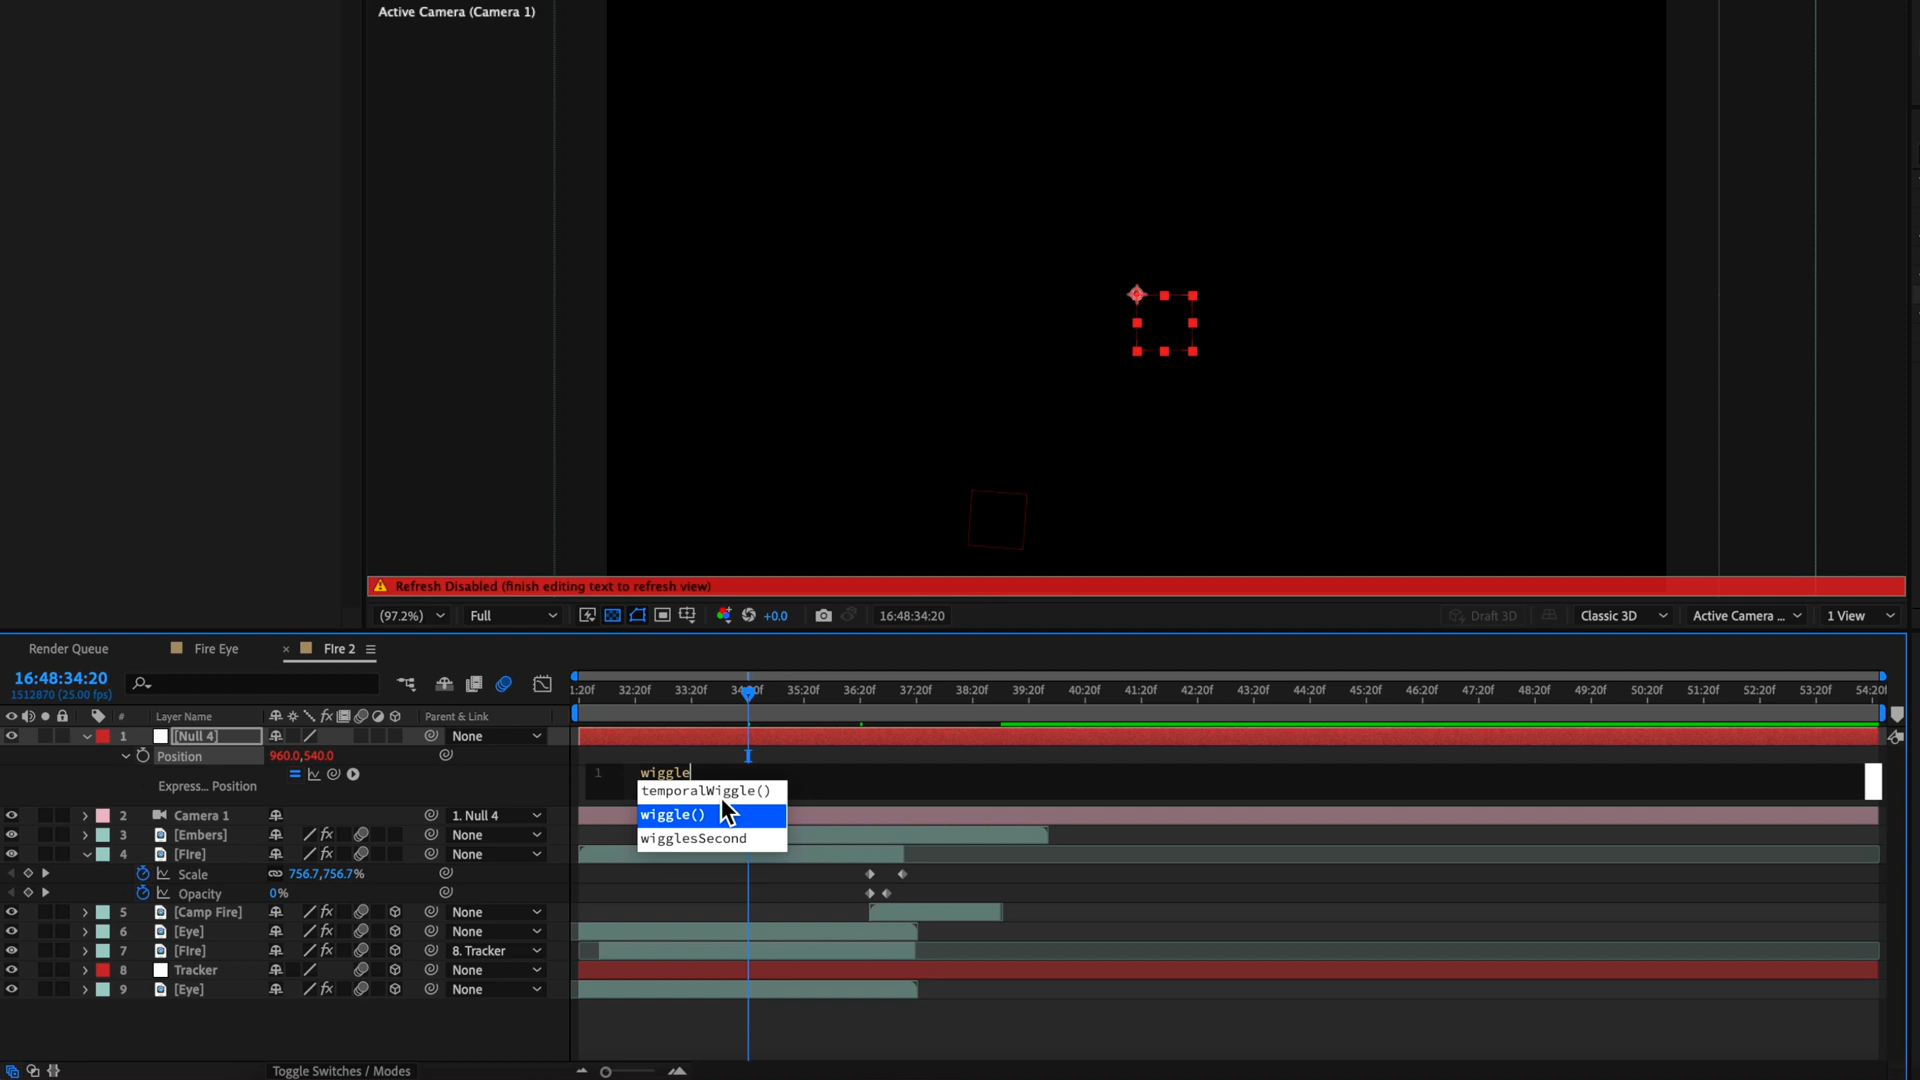 Active Camera (Camera 1)
Refresh Disabled (finish editing text to refresh view)
(97.2%) Full +0.0 16:48:34:20 Draft 3D Classic 3D Active Camera ... 1 View
Render Queue Fire Eye × FIre 2
16:48:34:20
1512870 (25.00 fps)
1:20f 32:20f 33:20f 35:20f 36:20f 37:20f 38:20f 39:20f 40:20f 41:20f 42:20f 43:20f 44:20f 45:20f 46:20f 47:20f 48:20f 49:20f 50:20f 51:20f 52:20f 53:20f 54:20f
# Layer Name fx Parent & Link
1 [Null 4] None
Position 960.0,540.0
1 wiggle
Express... Position
temporalWiggle()
wiggle()
wigglesSecond
2 Camera 1 1. Null 4
3 [Embers] fx None
4 [FIre] fx None
Scale 756.7,756.7%
Opacity 0%
5 [Camp Fire] fx None
6 [Eye] fx None
7 [FIre] fx 8. Tracker
8 Tracker None
9 [Eye] fx None
Toggle Switches / Modes